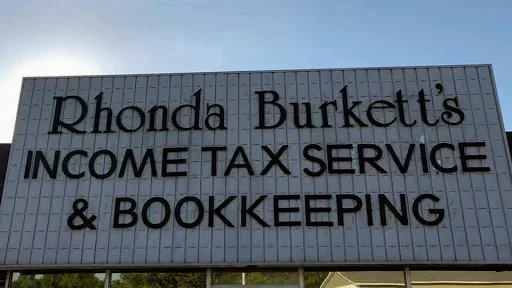 Rhonda Burkett's
INCOME TAX SERVICE
& BOOKKEEPING